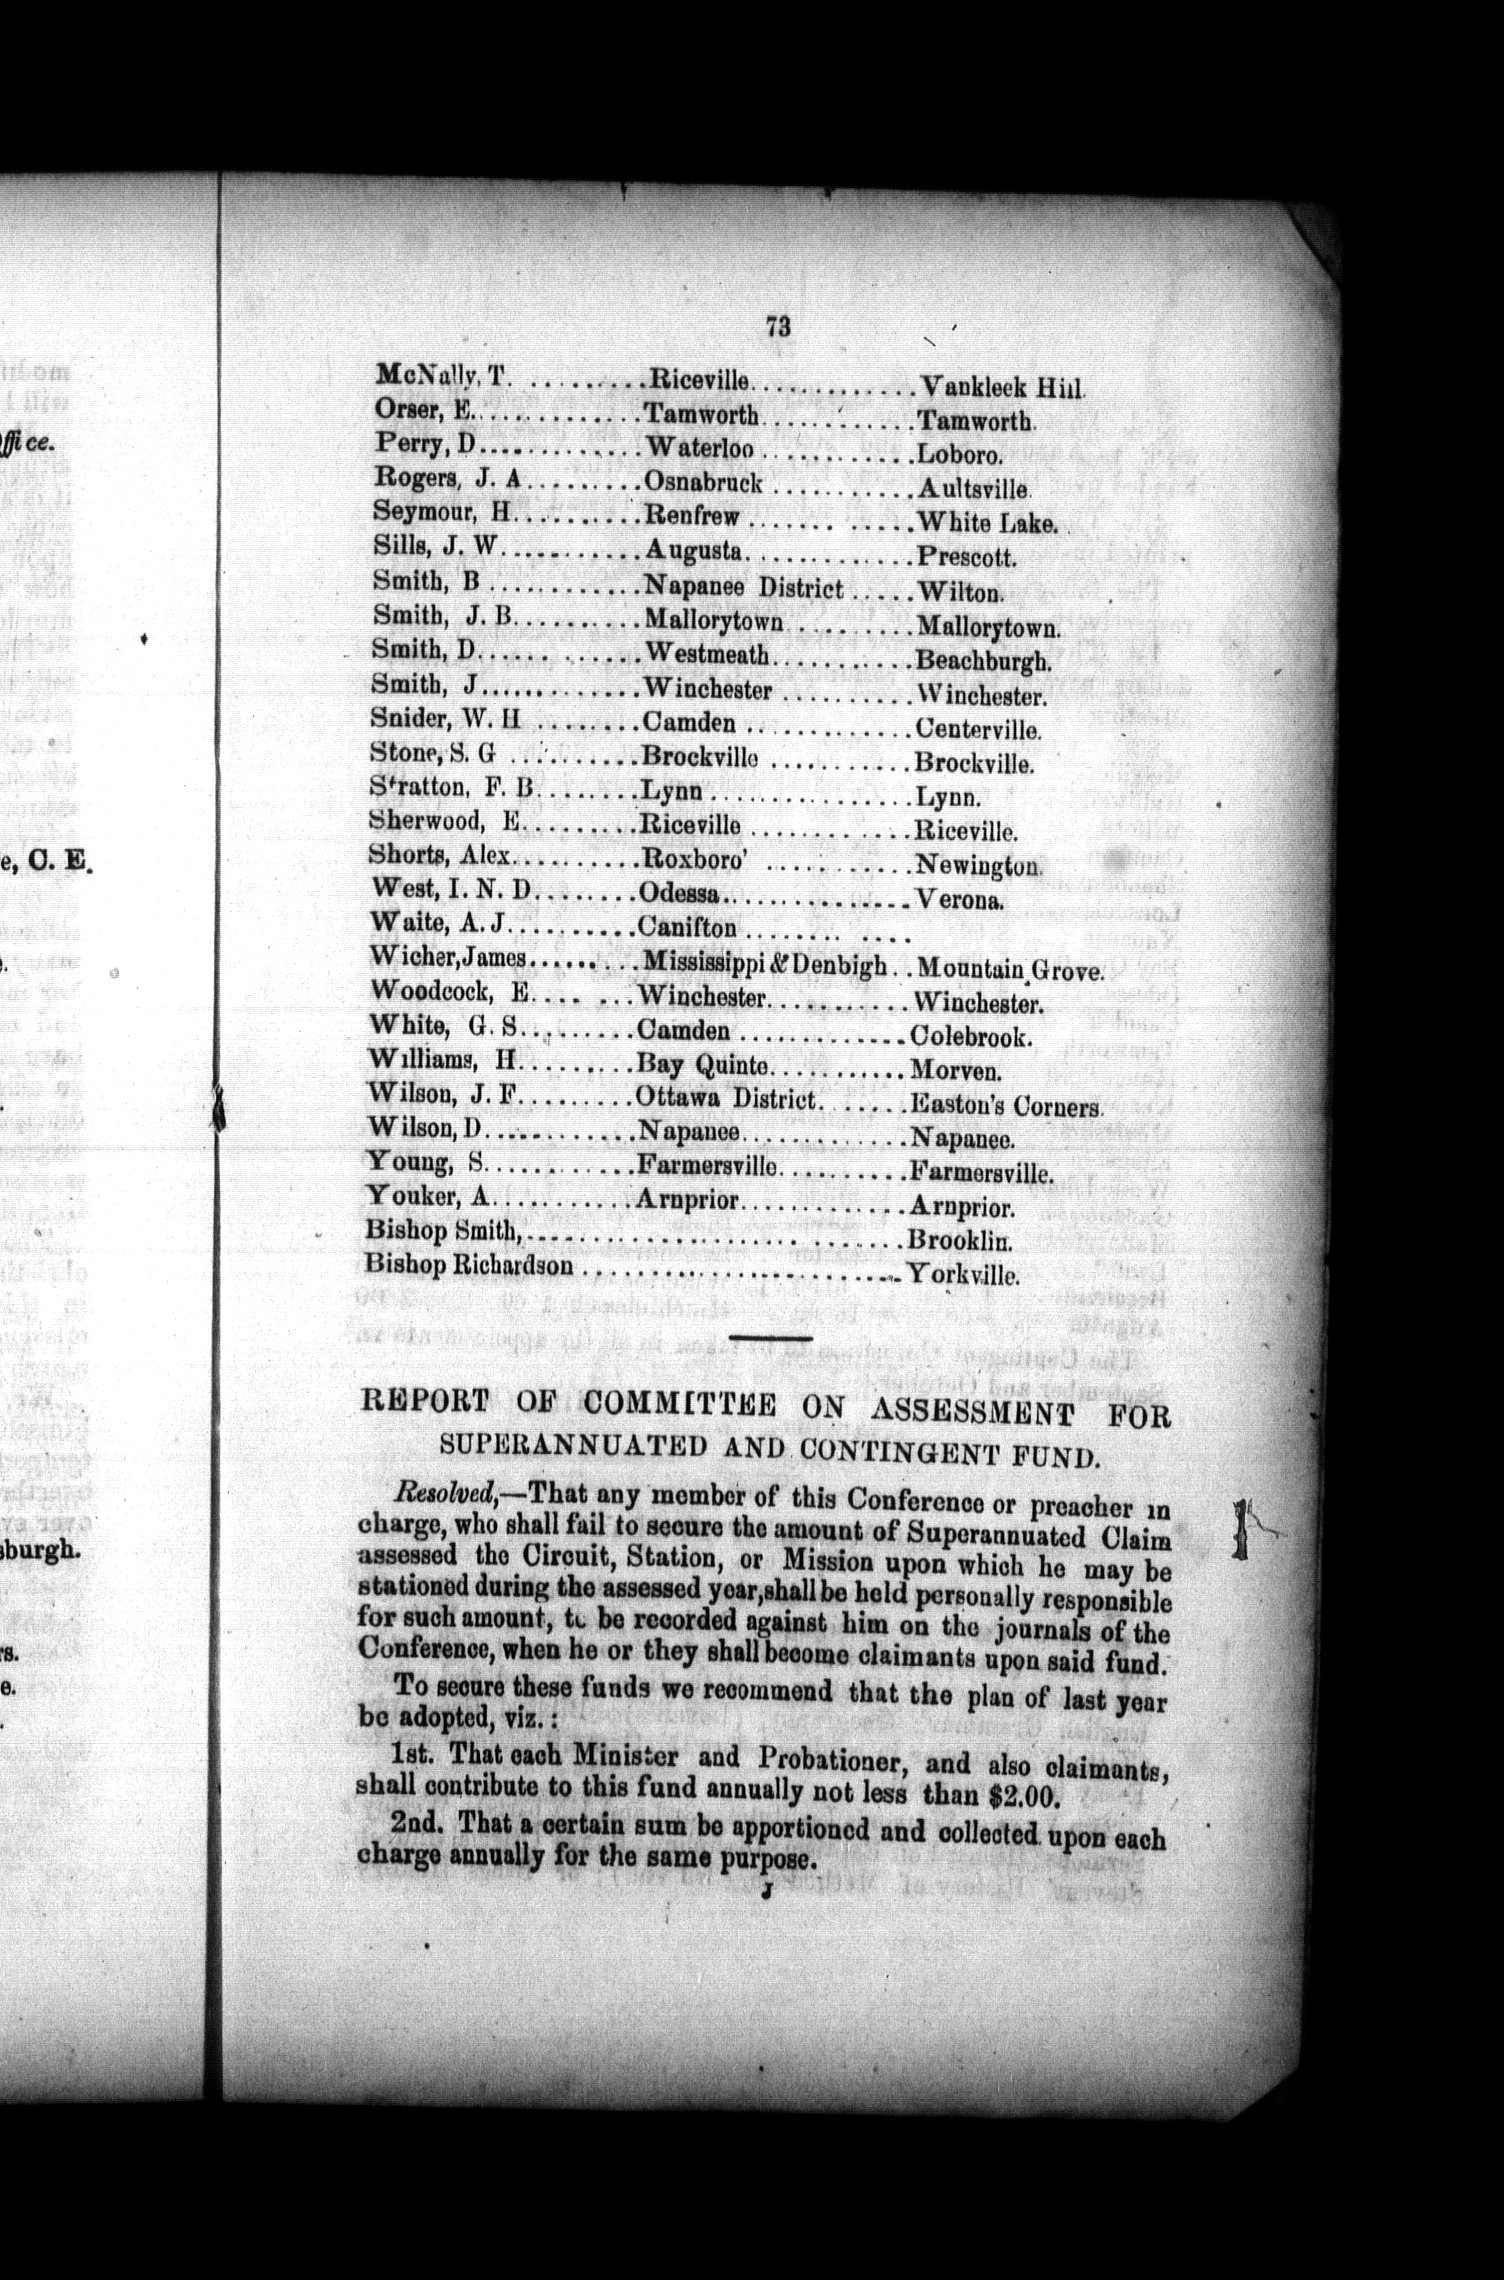 73
McNally, T. ......... Riceville............. Vankleek Hill.
Orser, E............. Tamworth............ Tamworth.
Perry, D............. Waterloo ........... Loboro.
Rogers, J. A......... Osnabruck ........... Aultsville.
Seymour, H.......... Renfrew ....... ..... White Lake.
Sills, J. W........... Augusta............. Prescott.
Smith, B ............ Napanee District ..... Wilton.
Smith, J. B.......... Mallorytown ......... Mallorytown.
Smith, D...... ...... Westmeath........... Beachburgh.
Smith, J............. Winchester .......... Winchester.
Snider, W. H ........ Camden ............. Centerville.
Stone, S. G .......... Brockville ........... Brockville.
Stratton, F. B........ Lynn ................ Lynn.
Sherwood, E......... Riceville ............ Riceville.
Shorts, Alex.......... Roxboro' ........... Newington.
West, I. N. D........ Odessa............... Verona.
Waite, A. J.......... Canifton ........ ....
Wicher, James......... Mississippi & Denbigh .. Mountain Grove.
Woodcock, E.... ... Winchester........... Winchester.
White, G. S......... Camden ............. Colebrook.
Williams, H......... Bay Quinte........... Morven.
Wilson, J. F......... Ottawa District....... Easton's Corners.
Wilson, D............ Napanee............. Napanee.
Young, S............ Farmersville......... Farmersville.
Youker, A.......... Arnprior............. Arnprior.
Bishop Smith,..................... ....... Brooklin.
Bishop Richardson ........................... Yorkville.
REPORT OF COMMITTEE ON ASSESSMENT FOR
SUPERANNUATED AND CONTINGENT FUND.
Resolved,—That any member of this Conference or preacher in
charge, who shall fail to secure the amount of Superannuated Claim
assessed the Circuit, Station, or Mission upon which he may be
stationed during the assessed year, shall be held personally responsible
for such amount, to be recorded against him on the journals of the
Conference, when he or they shall become claimants upon said fund.
To secure these funds we recommend that the plan of last year
be adopted, viz. :
1st. That each Minister and Probationer, and also claimants,
shall contribute to this fund annually not less than $2.00.
2nd. That a certain sum be apportioned and collected upon each
charge annually for the same purpose.
J
ffice.
e, C. E.
sburgh.
rs.
e.